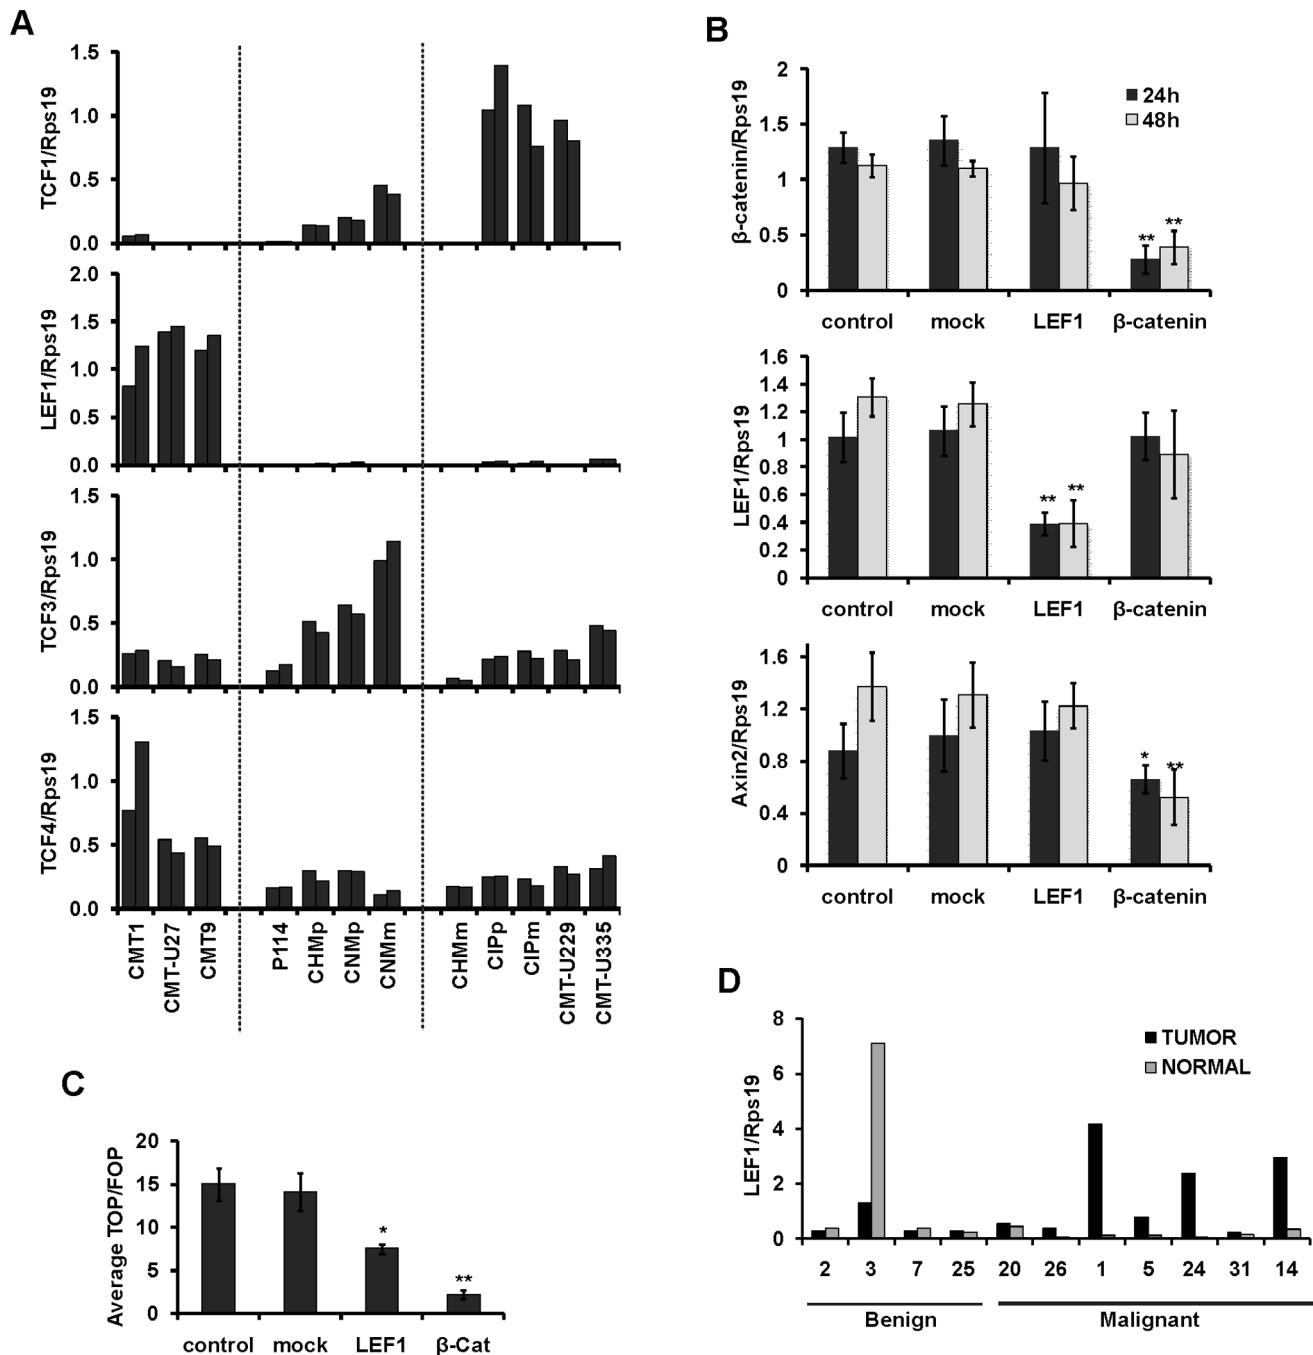 A
TCF1/Rps19
1.5
1.0
0.5
0.0
LEF1/Rps19
2.0
1.5
1.0
0.5
0.0
TCF3/Rps19
1.5
1.0
0.5
0.0
TCF4/Rps19
1.5
1.0
0.5
0.0
CMT1 CMT-U27 CMT9 P114 CHMp CNMp CNMm CHMm CIPp CIPm CMT-U229 CMT-U335
B
β-catenin/Rps19
2
1.5
1
0.5
0
24h
48h
** **
control mock LEF1 β-catenin
LEF1/Rps19
1.6
1.4
1.2
1
0.8
0.6
0.4
0.2
0
** **
control mock LEF1 β-catenin
Axin2/Rps19
1.6
1.2
0.8
0.4
0
* **
control mock LEF1 β-catenin
C
Average TOP/FOP
20
15
10
5
0
*
**
control mock LEF1 β-Cat
D
LEF1/Rps19
8
6
4
2
0
TUMOR
NORMAL
2 3 7 25 20 26 1 5 24 31 14
Benign Malignant